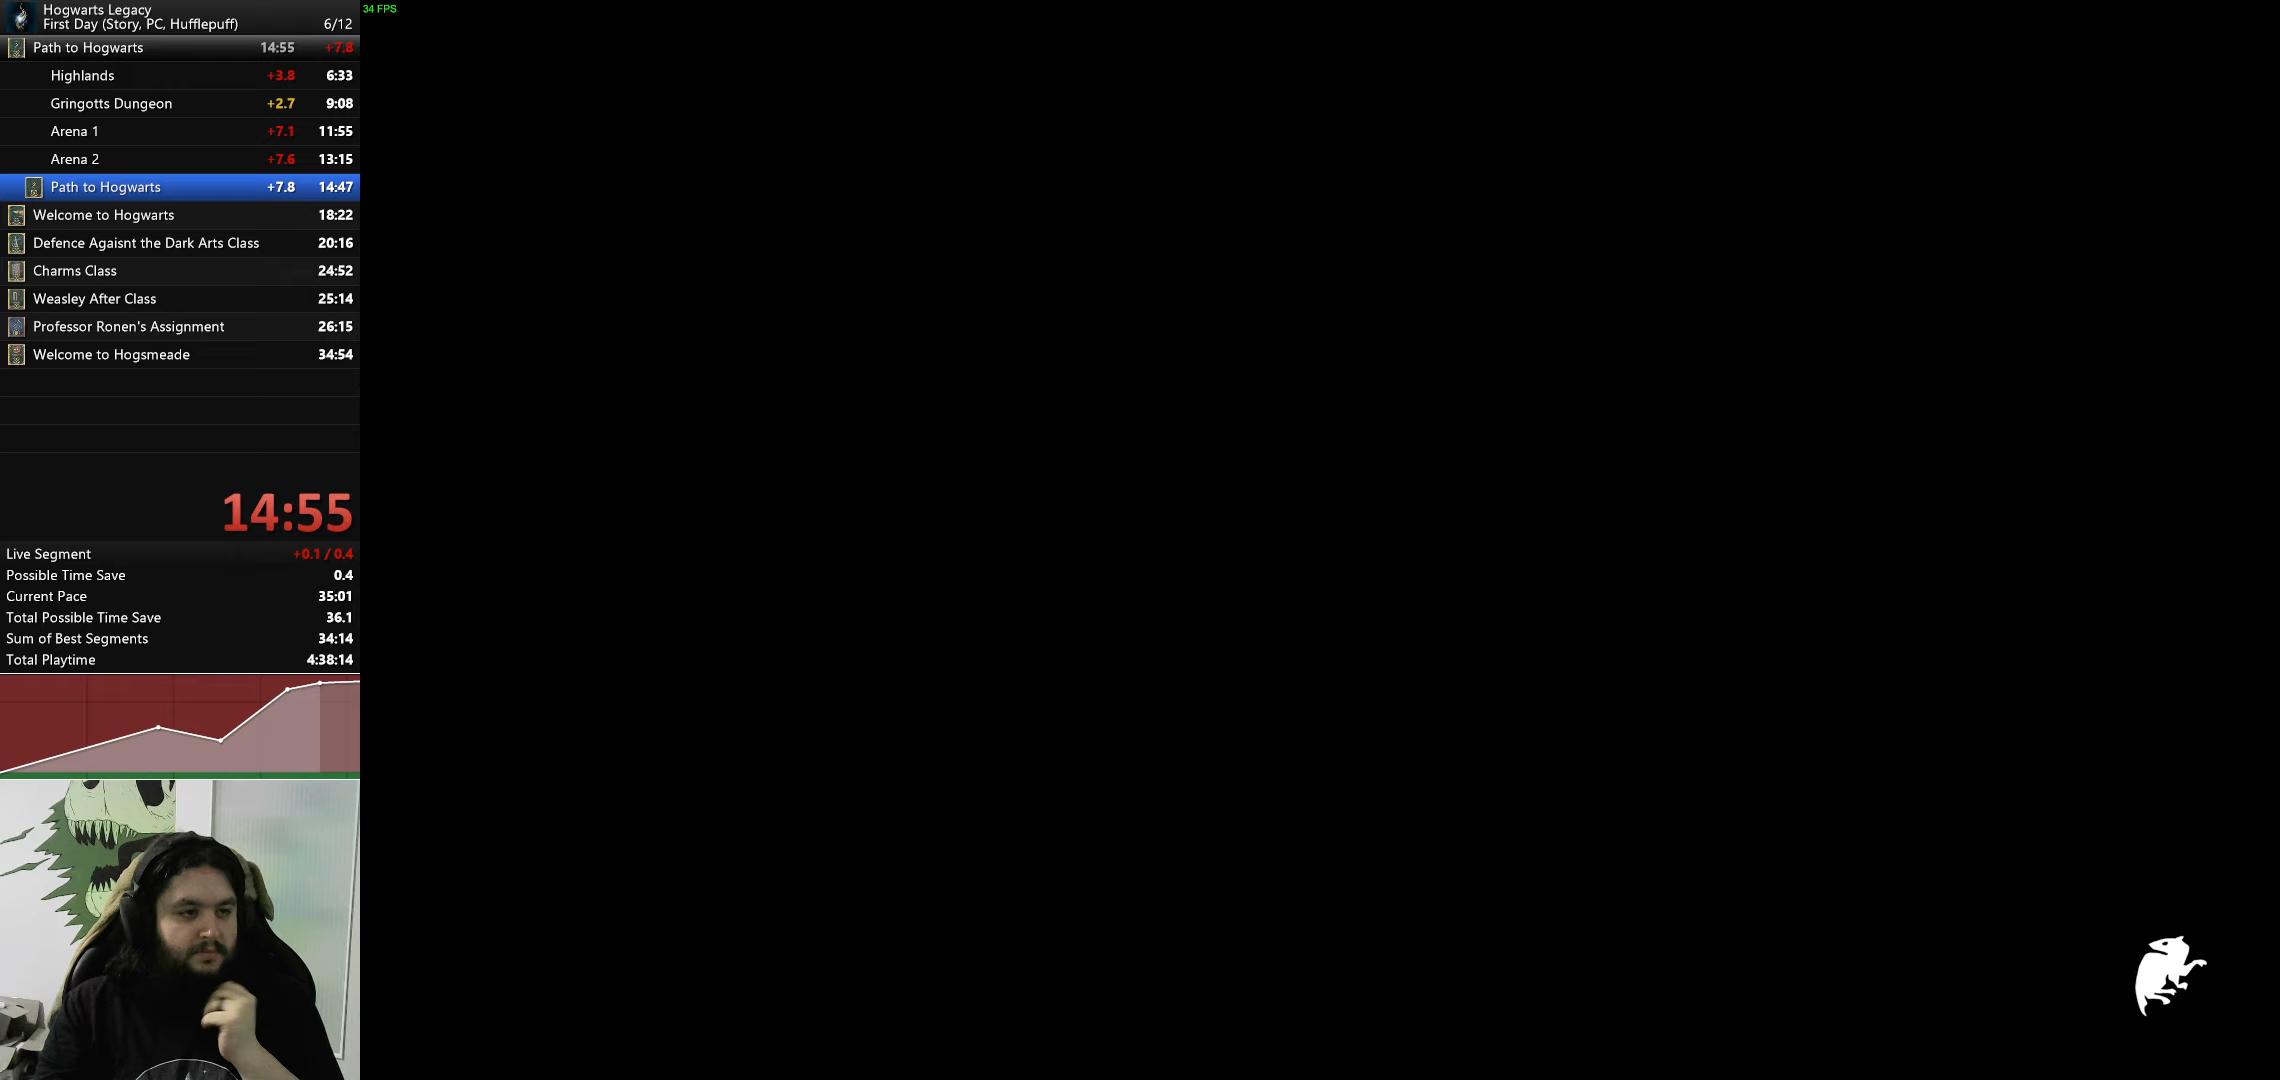 Hogwarts Legacy
First Day (Story, PC, Hufflepuff) 6/12
34 FPS
Path to Hogwarts 14:55 +7.8
Highlands +3.8 6:33
Gringotts Dungeon +2.7 9:08
Arena 1 +7.1 11:55
Arena 2 +7.6 13:15
Path to Hogwarts +7.8 14:47
Welcome to Hogwarts 18:22
Defence Agaisnt the Dark Arts Class 20:16
Charms Class 24:52
Weasley After Class 25:14
Professor Ronen's Assignment 26:15
Welcome to Hogsmeade 34:54
14:55
Live Segment +0.1 / 0.4
Possible Time Save 0.4
Current Pace 35:01
Total Possible Time Save 36.1
Sum of Best Segments 34:14
Total Playtime 4:38:14